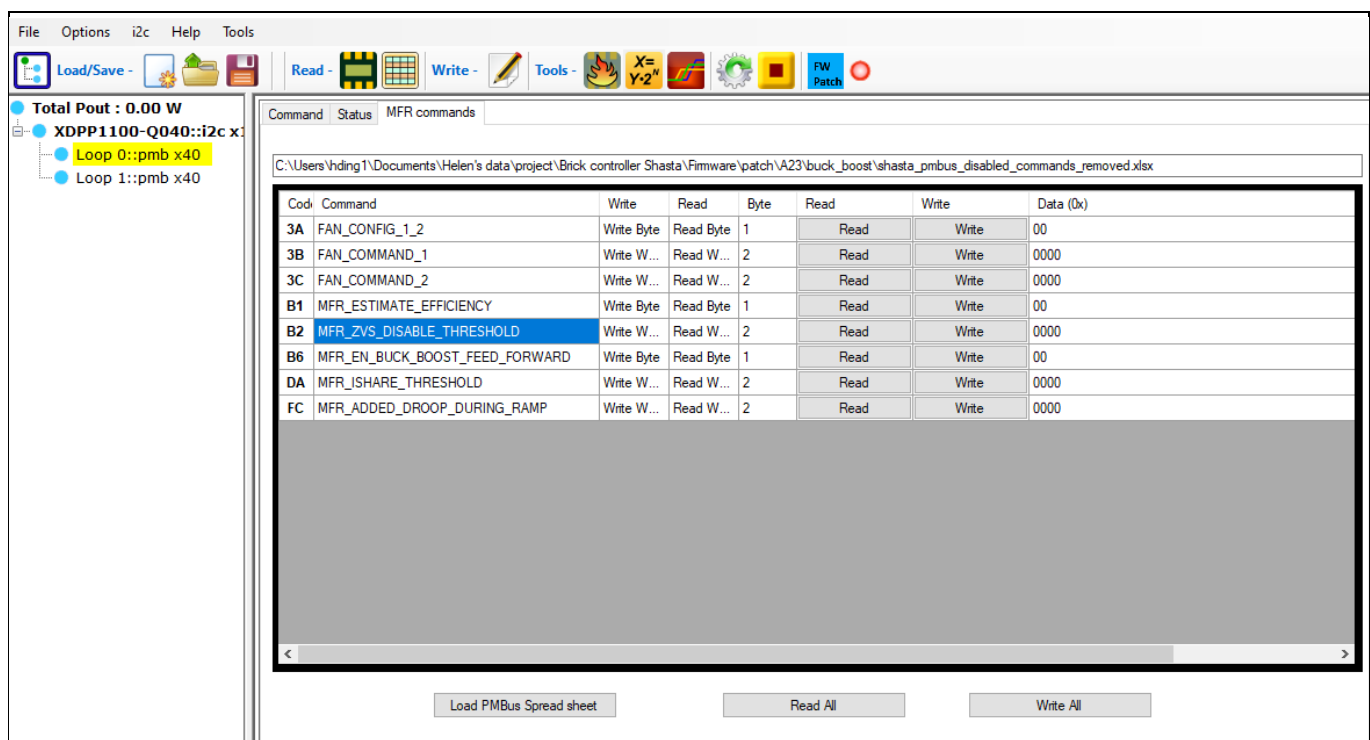 File Options i2c Help Tools
Load/Save - Read - Write - Tools - X= Y·2ᴺ FW Patch
Total Pout : 0.00 W
XDPP1100-Q040::i2c x1
Loop 0::pmb x40
Loop 1::pmb x40
Command Status MFR commands
C:\Users\hding1\Documents\Helen's data\project\Brick controller Shasta\Firmware\patch\A23\buck_boost\shasta_pmbus_disabled_commands_removed.xlsx
Code Command Write Read Byte Read Write Data (0x)
3A FAN_CONFIG_1_2 Write Byte Read Byte 1 Read Write 00
3B FAN_COMMAND_1 Write W... Read W... 2 Read Write 0000
3C FAN_COMMAND_2 Write W... Read W... 2 Read Write 0000
B1 MFR_ESTIMATE_EFFICIENCY Write Byte Read Byte 1 Read Write 00
B2 MFR_ZVS_DISABLE_THRESHOLD Write W... Read W... 2 Read Write 0000
B6 MFR_EN_BUCK_BOOST_FEED_FORWARD Write Byte Read Byte 1 Read Write 00
DA MFR_ISHARE_THRESHOLD Write W... Read W... 2 Read Write 0000
FC MFR_ADDED_DROOP_DURING_RAMP Write W... Read W... 2 Read Write 0000
Load PMBus Spread sheet Read All Write All